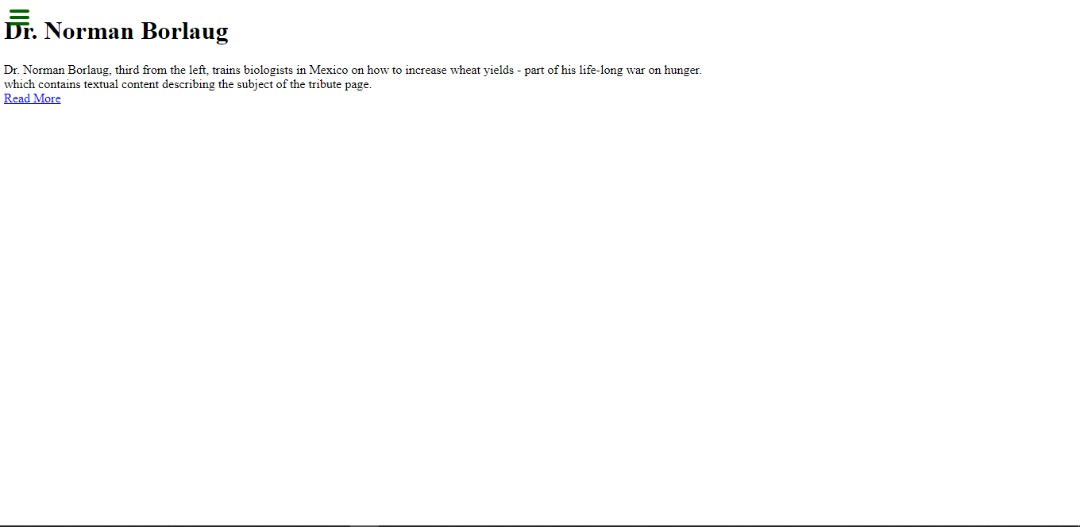 Dr. Norman Borlaug
Dr. Norman Borlaug, third from the left, trains biologists in Mexico on how to increase wheat yields - part of his life-long war on hunger.
which contains textual content describing the subject of the tribute page.
Read More